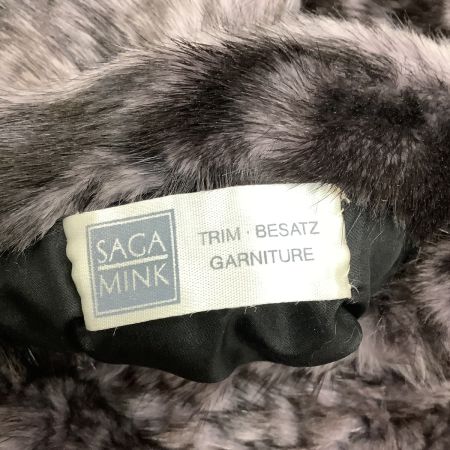 SAGA
MINK
TRIM · BESATZ
GARNITURE